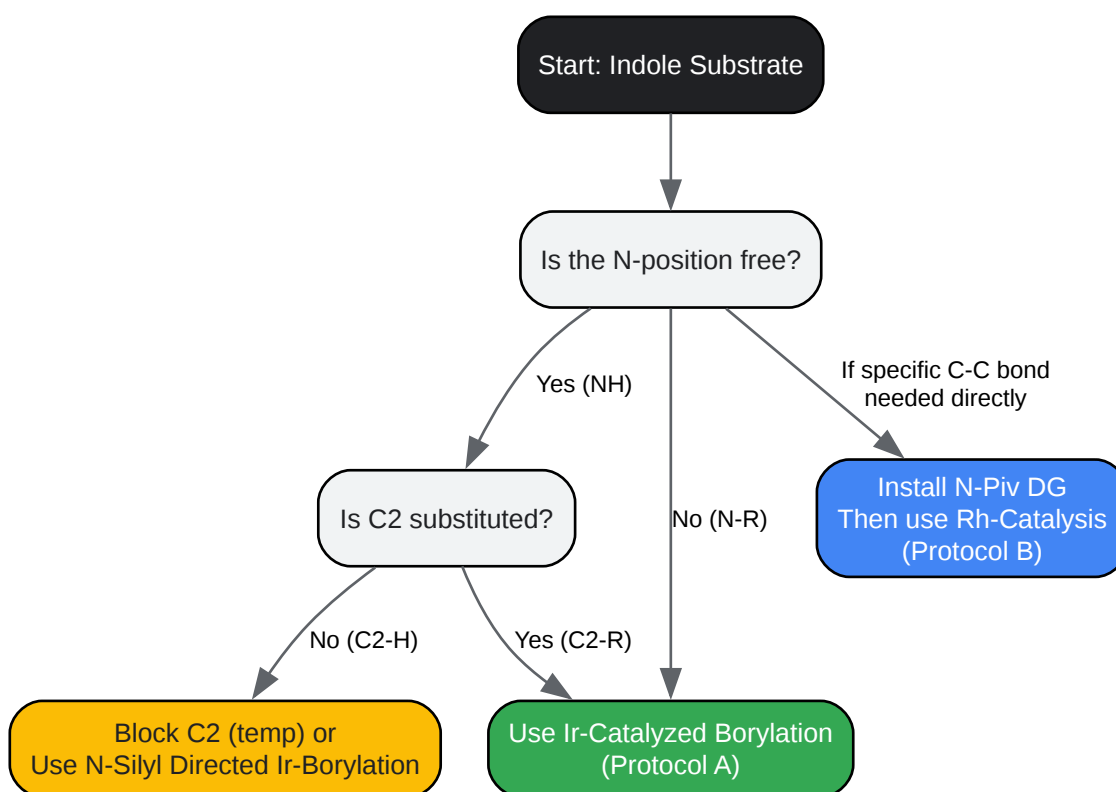 Start: Indole Substrate
Is the N-position free?
Yes (NH)
If specific C-C bond
needed directly
Is C2 substituted?
No (N-R)
Install N-Piv DG
Then use Rh-Catalysis
(Protocol B)
No (C2-H)
Yes (C2-R)
Block C2 (temp) or
Use N-Silyl Directed Ir-Borylation
Use Ir-Catalyzed Borylation
(Protocol A)